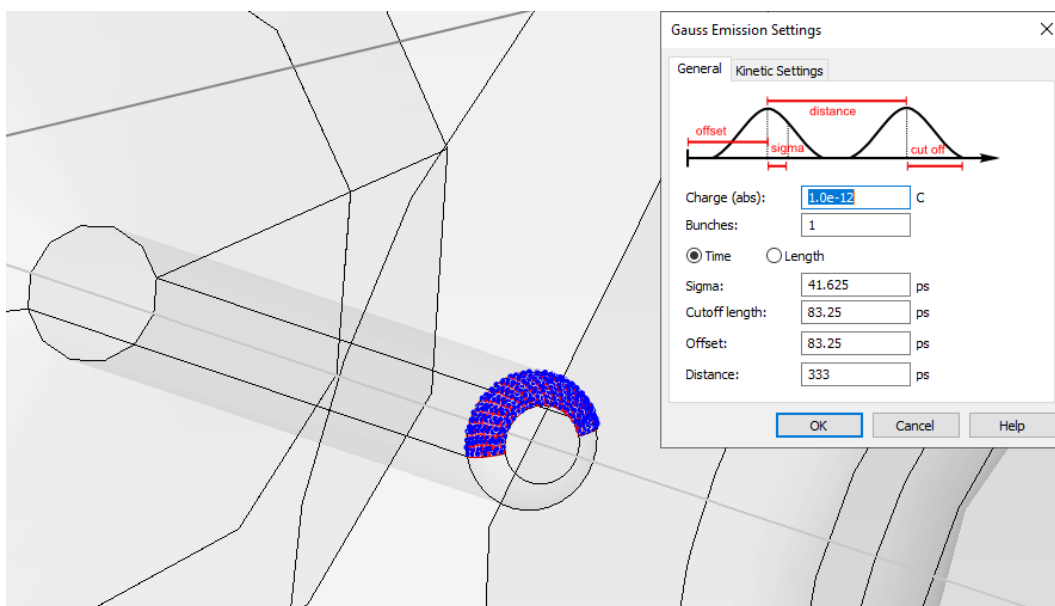 Gauss Emission Settings
General Kinetic Settings
distance
offset
sigma
cut off
Charge (abs): 1.0e-12 C
Bunches: 1
Time Length
Sigma: 41.625 ps
Cutoff length: 83.25 ps
Offset: 83.25 ps
Distance: 333 ps
OK Cancel Help